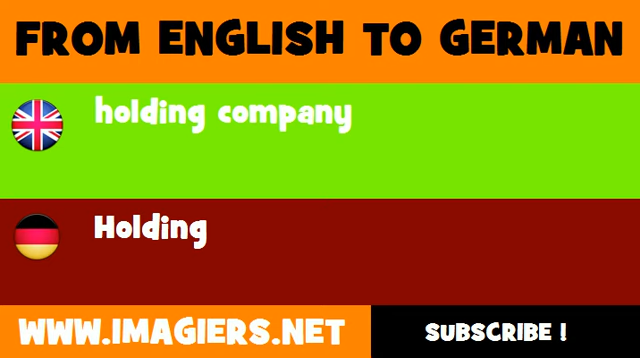 FROM ENGLISH TO GERMAN
holding company
Holding
WWW.IMAGIERS.NET
SUBSCRIBE !